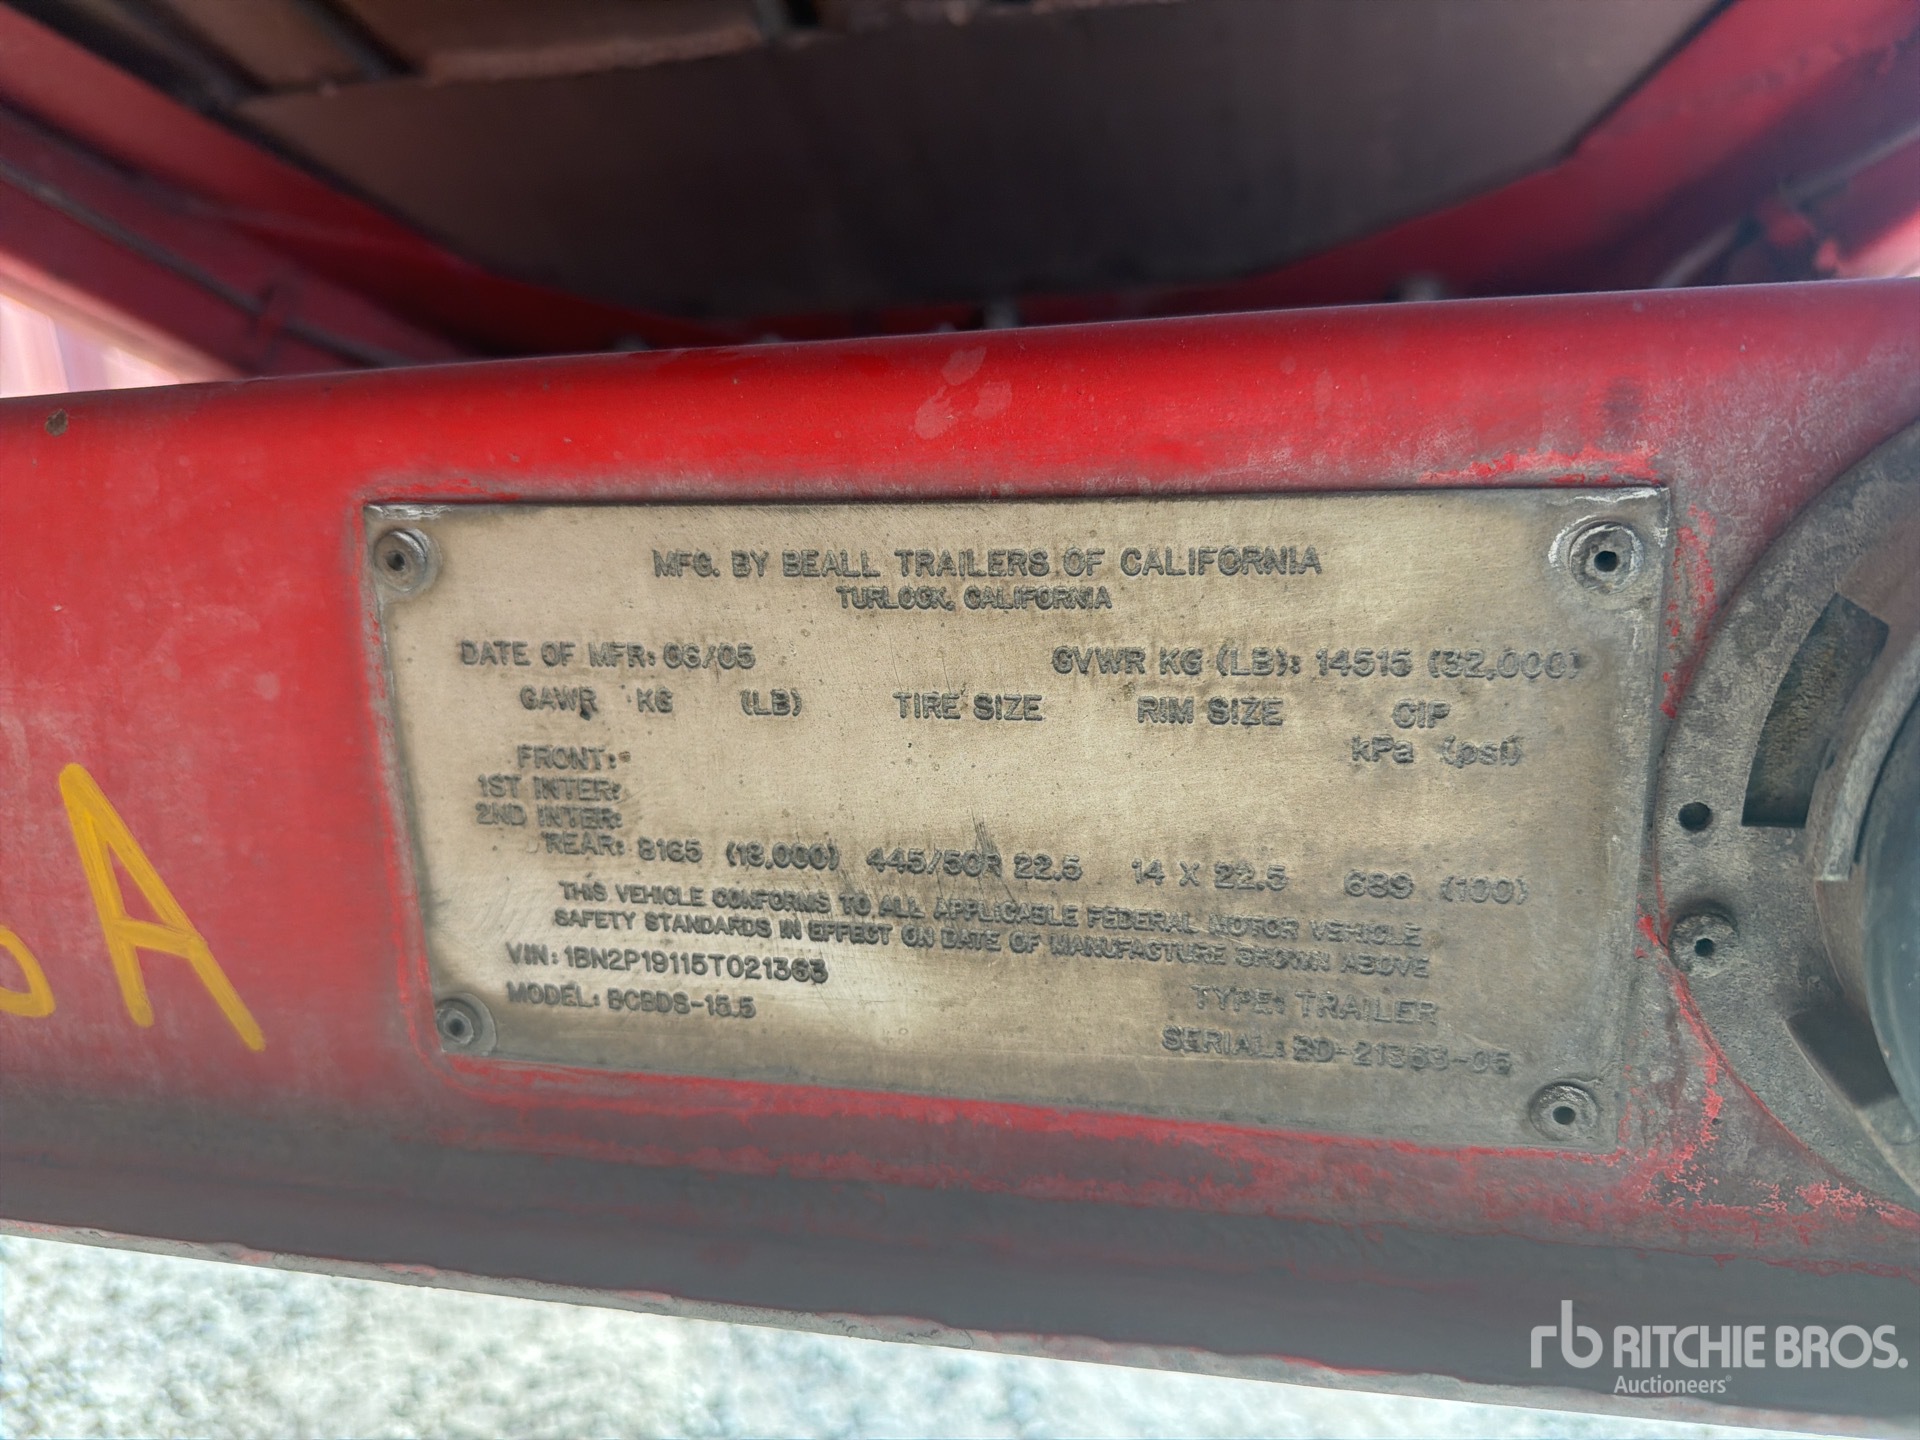 MFG. BY BEALL TRAILERS OF CALIFORNIA
TURLOCK, CALIFORNIA
DATE OF MFR: 06/05 GVWR KG (LB): 14515 (32,000)
GAWR KG (LB) TIRE SIZE RIM SIZE CIP
kPa (psi)
FRONT:
1ST INTER:
2ND INTER:
REAR: 8165 (18,000) 445/50R 22.5 14 X 22.5 689 (100)
THIS VEHICLE CONFORMS TO ALL APPLICABLE FEDERAL MOTOR VEHICLE
SAFETY STANDARDS IN EFFECT ON DATE OF MANUFACTURE SHOWN ABOVE
VIN: 1BN2P19115T021363
MODEL: BCBDS-15.5 TYPE: TRAILER
SERIAL: BD-21363-05
A
rb RITCHIE BROS.
Auctioneers